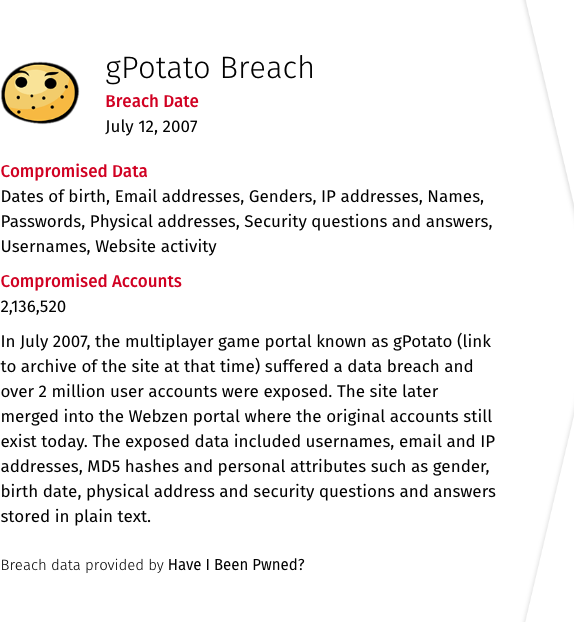 gPotato Breach
Breach Date
July 12, 2007
Compromised Data
Dates of birth, Email addresses, Genders, IP addresses, Names,
Passwords, Physical addresses, Security questions and answers,
Usernames, Website activity
Compromised Accounts
2,136,520
In July 2007, the multiplayer game portal known as gPotato (link
to archive of the site at that time) suffered a data breach and
over 2 million user accounts were exposed. The site later
merged into the Webzen portal where the original accounts still
exist today. The exposed data included usernames, email and IP
addresses, MD5 hashes and personal attributes such as gender,
birth date, physical address and security questions and answers
stored in plain text.
Breach data provided by Have I Been Pwned?